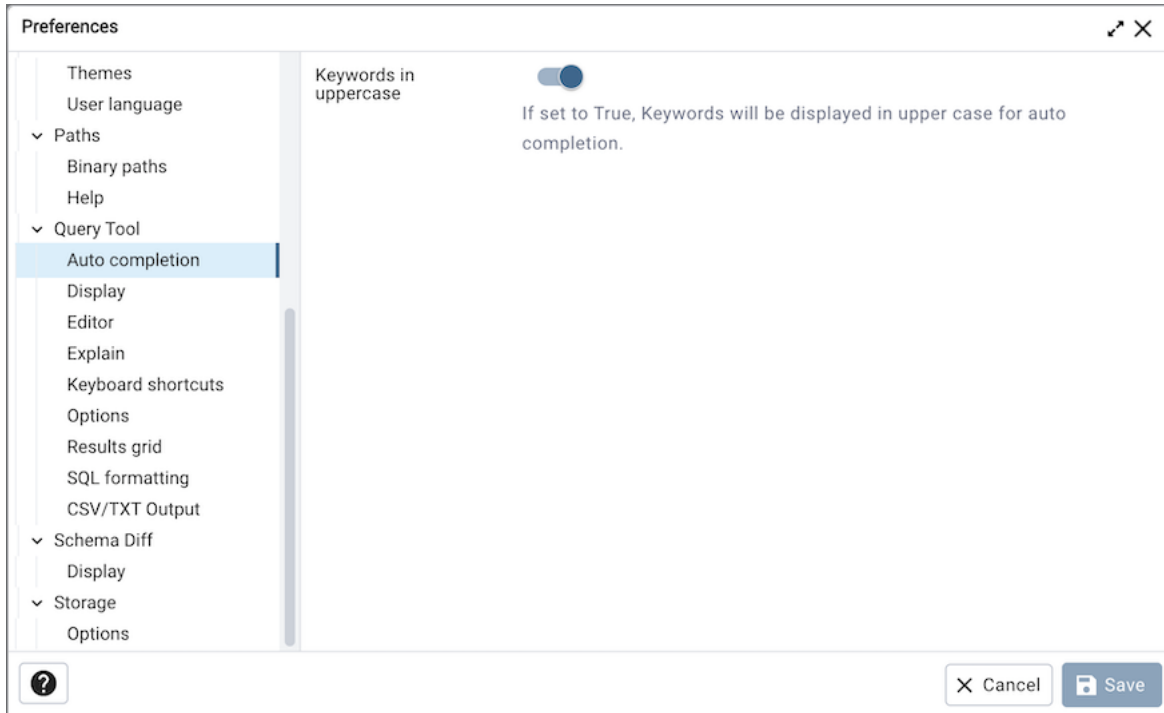 Preferences
Themes
User language
Paths
Binary paths
Help
Query Tool
Auto completion
Display
Editor
Explain
Keyboard shortcuts
Options
Results grid
SQL formatting
CSV/TXT Output
Schema Diff
Display
Storage
Options
Keywords in
uppercase
If set to True, Keywords will be displayed in upper case for auto
completion.
?
Cancel
Save